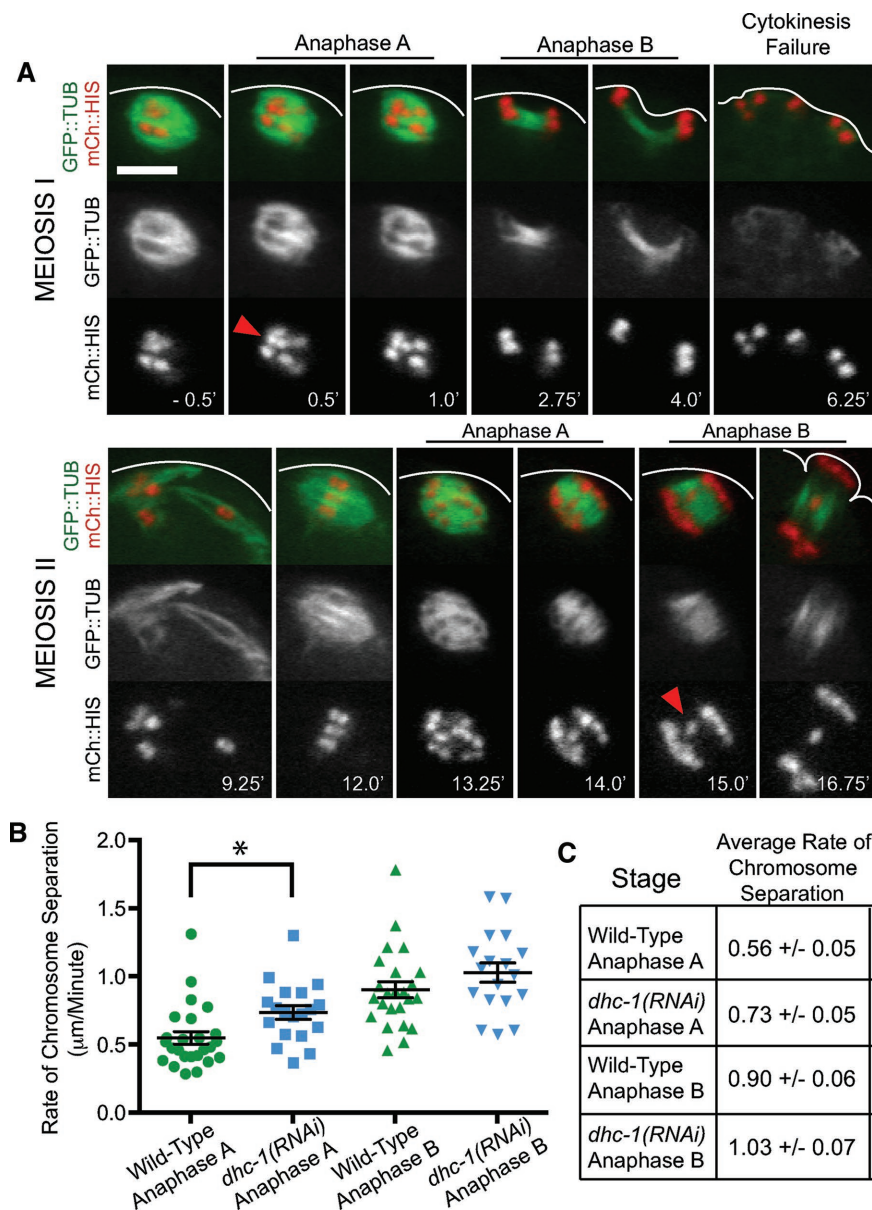 A
Anaphase A
Anaphase B
Cytokinesis
Failure
MEIOSIS I
GFP::TUB
mCh::HIS
GFP::TUB
mCh::HIS
- 0.5'
0.5'
1.0'
2.75'
4.0'
6.25'
Anaphase A
Anaphase B
MEIOSIS II
GFP::TUB
mCh::HIS
GFP::TUB
mCh::HIS
9.25'
12.0'
13.25'
14.0'
15.0'
16.75'
B
Rate of Chromosome Separation
(μm/Minute)
2.0
1.5
1.0
0.5
0.0
*
Wild-Type
Anaphase A
dhc-1(RNAi)
Anaphase A
Wild-Type
Anaphase B
dhc-1(RNAi)
Anaphase B
C
Stage
Average Rate of
Chromosome
Separation
Wild-Type
Anaphase A
0.56 +/- 0.05
dhc-1(RNAi)
Anaphase A
0.73 +/- 0.05
Wild-Type
Anaphase B
0.90 +/- 0.06
dhc-1(RNAi)
Anaphase B
1.03 +/- 0.07